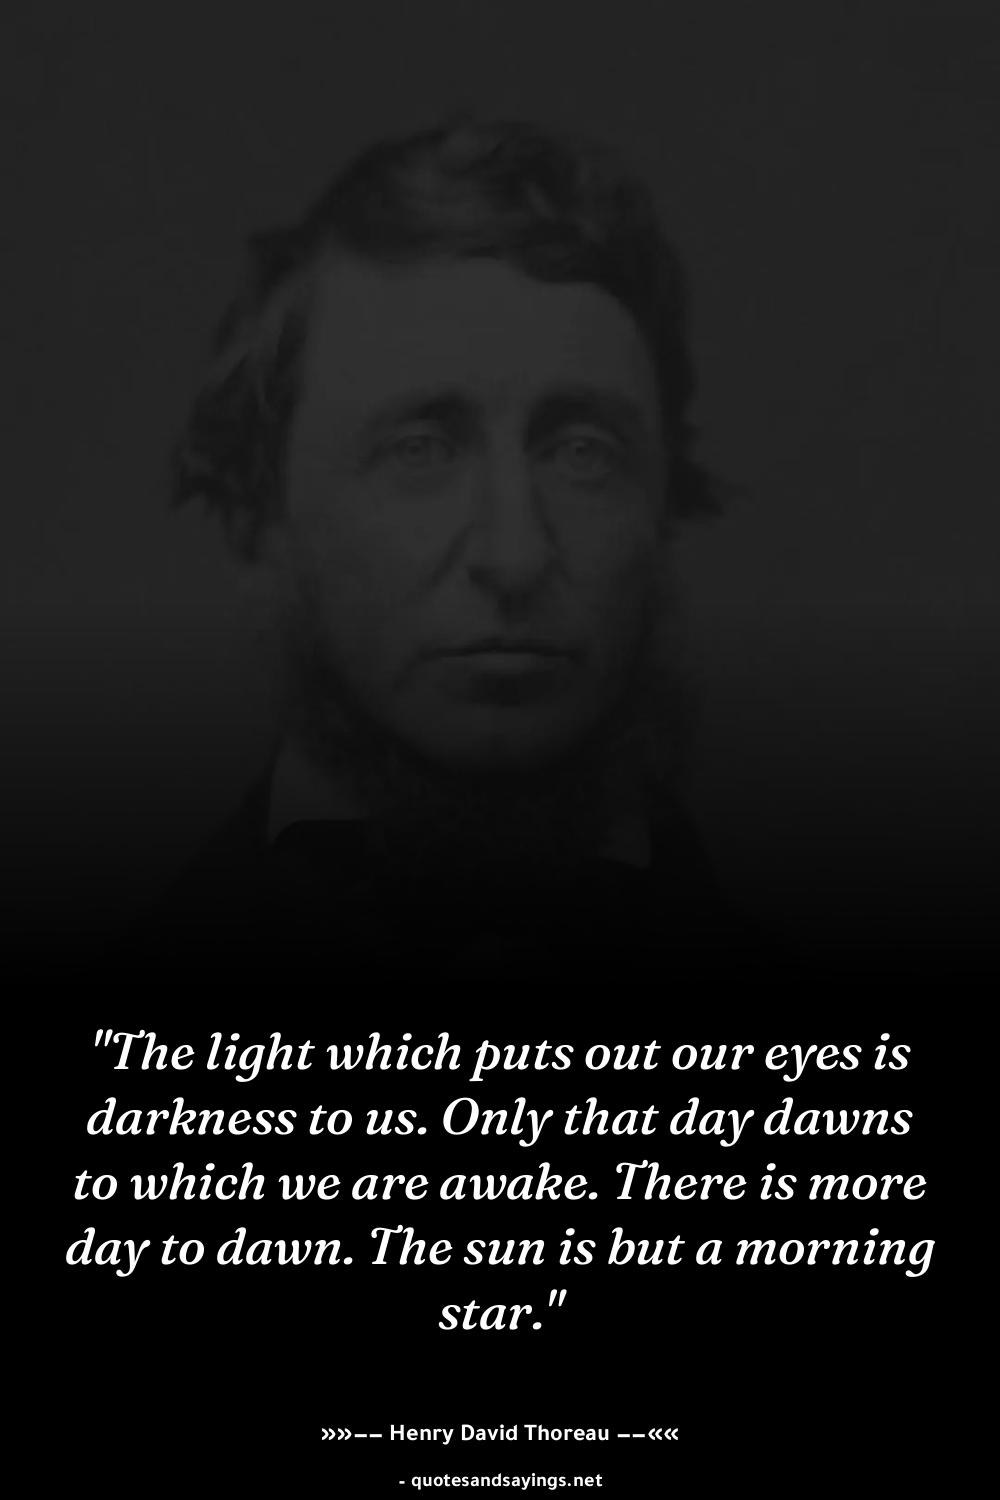 "The light which puts out our eyes is
darkness to us. Only that day dawns
to which we are awake. There is more
day to dawn. The sun is but a morning
star."
»»–– Henry David Thoreau ––««
- quotesandsayings.net